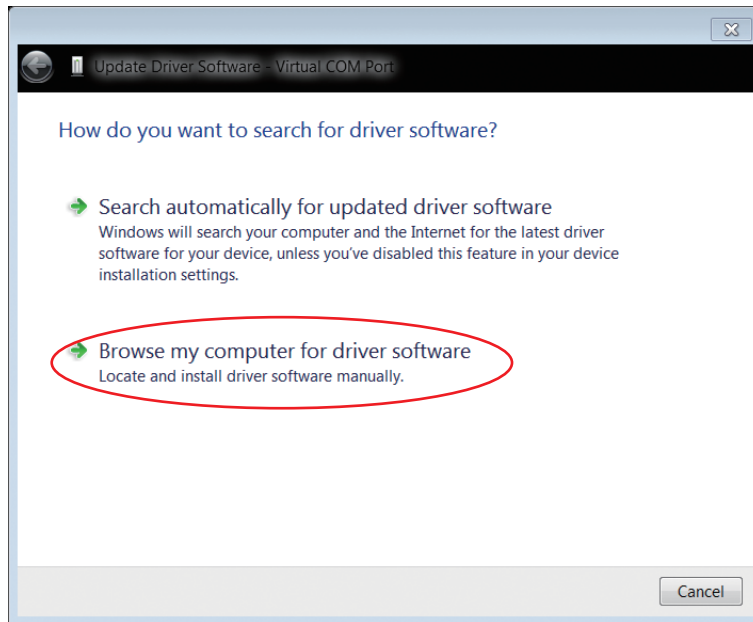 Update Driver Software - Virtual COM Port
How do you want to search for driver software?
Search automatically for updated driver software
Windows will search your computer and the Internet for the latest driver
software for your device, unless you've disabled this feature in your device
installation settings.
Browse my computer for driver software
Locate and install driver software manually.
Cancel